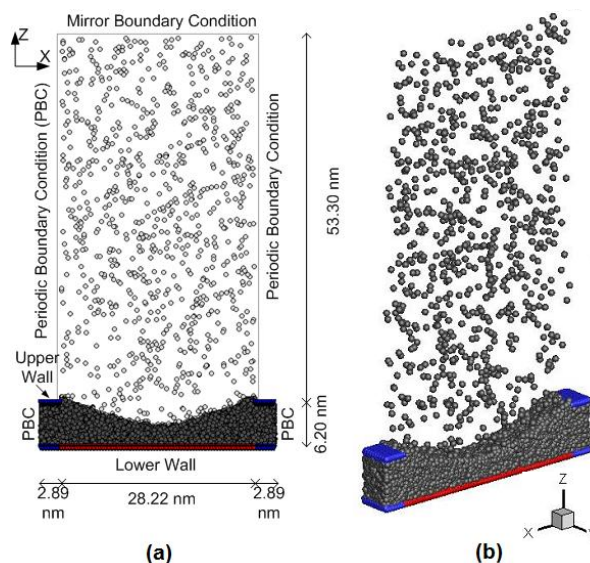 Mirror Boundary Condition
Z
X
Periodic Boundary Condition (PBC)
Periodic Boundary Condition (PBC)
53.30 nm
Upper
Wall
PBC
PBC
6.20 nm
Lower Wall
2.89
nm
28.22 nm
2.89
nm
Z
X
(a)
(b)